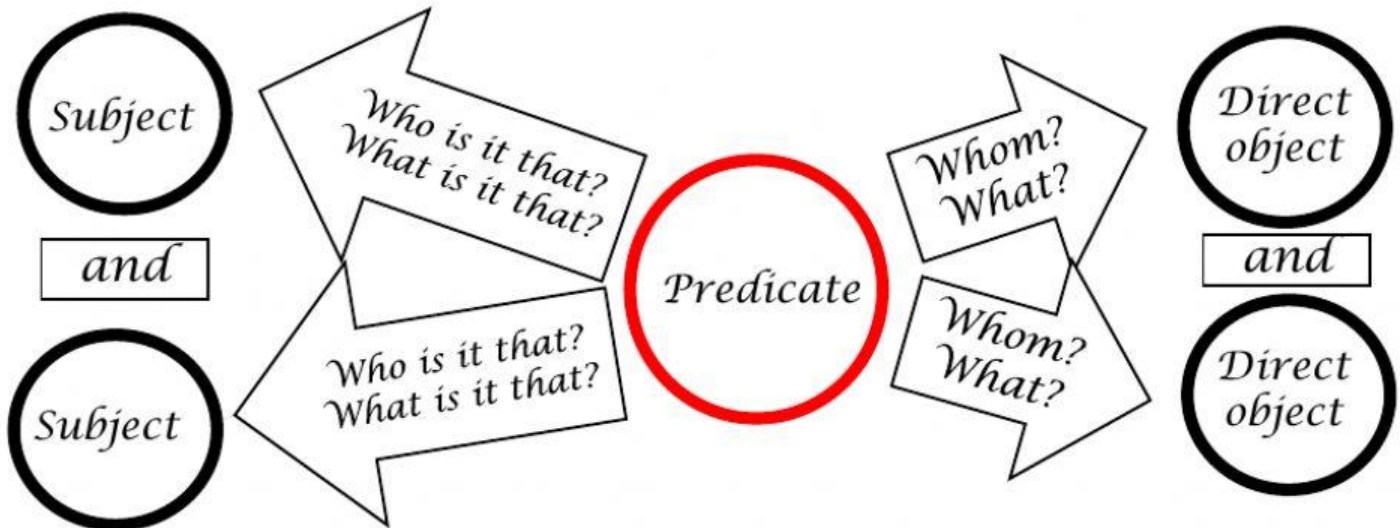 Subject
and
Subject
Who is it that?
What is it that?
Who is it that?
What is it that?
Predicate
Whom?
What?
Whom?
What?
Direct
object
and
Direct
object